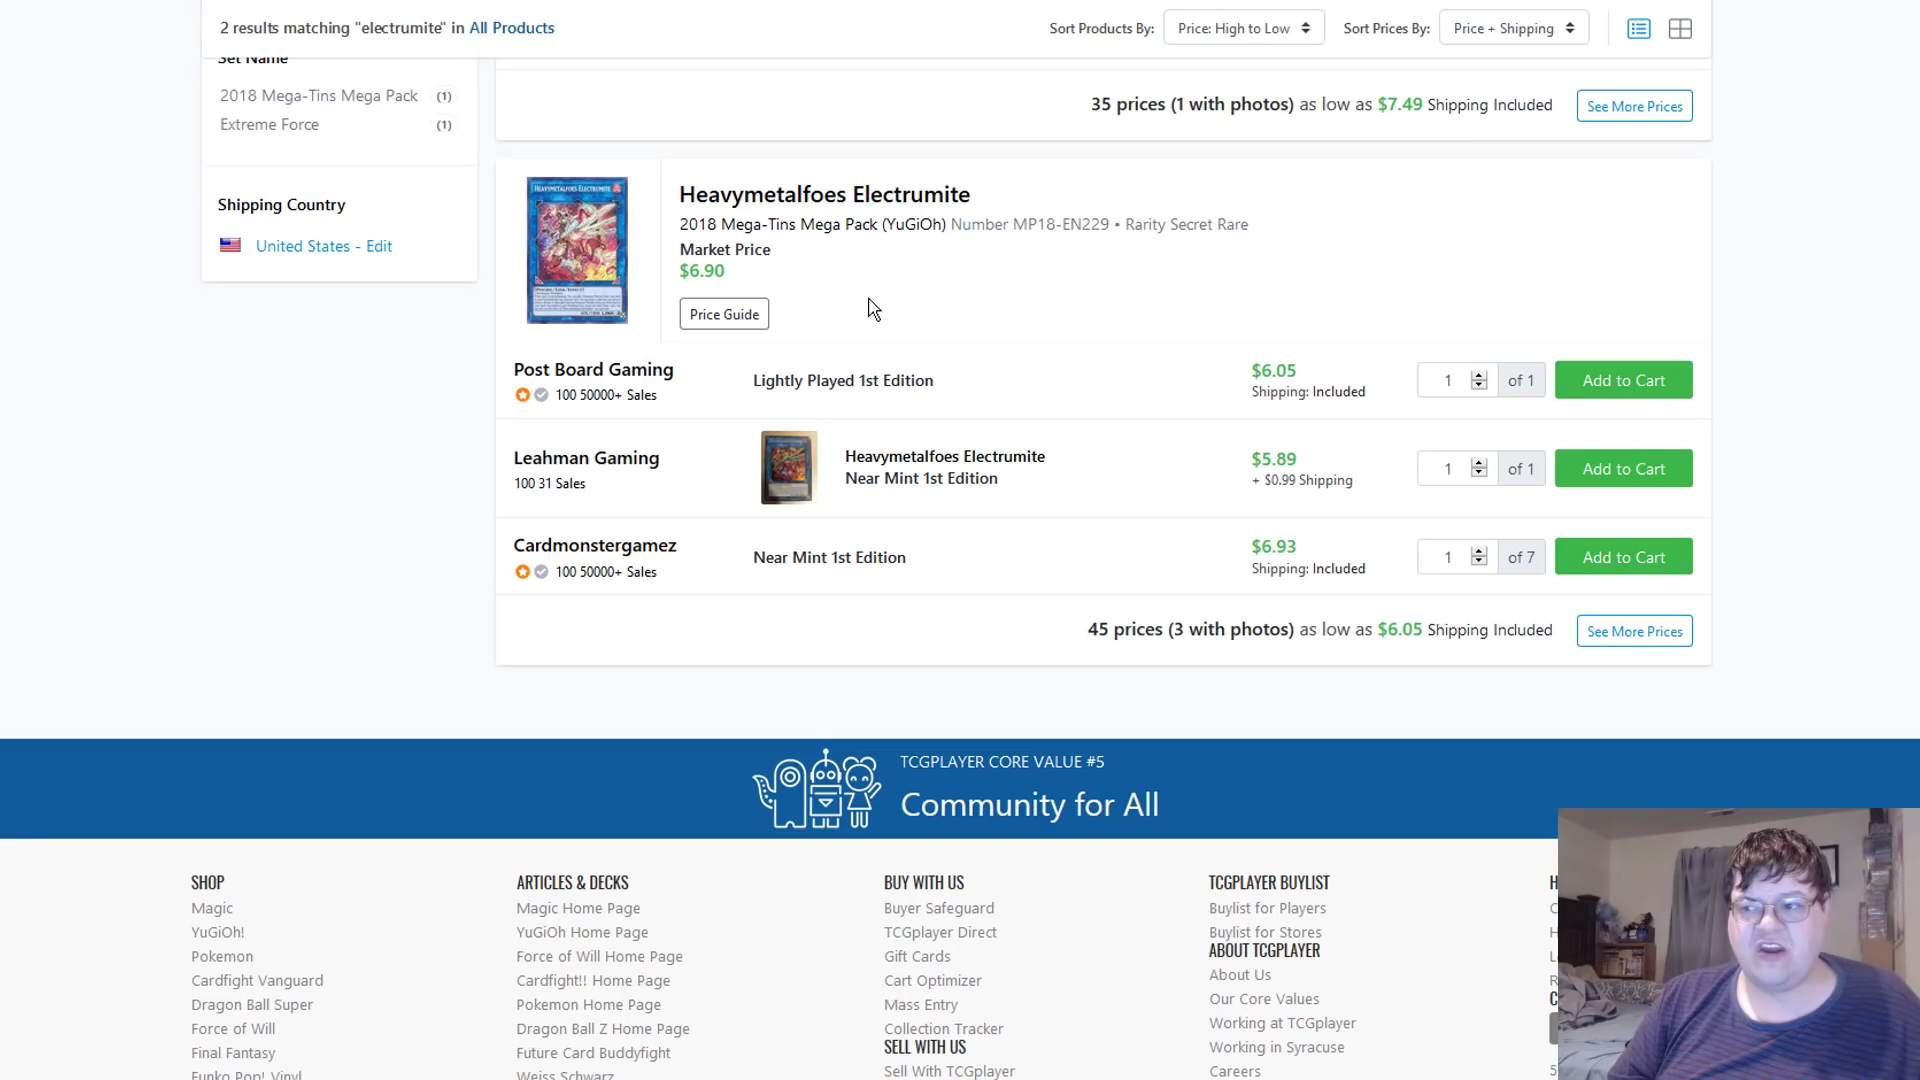 2 results matching "electrumite" in All Products
Sort Products By:
Price: High to Low
Sort Prices By:
Price + Shipping
Set Name
2018 Mega-Tins Mega Pack (1)
Extreme Force (1)
Shipping Country
United States - Edit
35 prices (1 with photos) as low as $7.49 Shipping Included
See More Prices
HEAVYMETALFOES ELECTRUMITE
Heavymetalfoes Electrumite
2018 Mega-Tins Mega Pack (YuGiOh) Number MP18-EN229 • Rarity Secret Rare
Market Price
$6.90
Price Guide
Post Board Gaming
100 50000+ Sales
Lightly Played 1st Edition
$6.05
Shipping: Included
1 of 1
Add to Cart
Leahman Gaming
100 31 Sales
Heavymetalfoes Electrumite
Near Mint 1st Edition
$5.89
+ $0.99 Shipping
1 of 1
Add to Cart
Cardmonstergamez
100 50000+ Sales
Near Mint 1st Edition
$6.93
Shipping: Included
1 of 7
Add to Cart
45 prices (3 with photos) as low as $6.05 Shipping Included
See More Prices
TCGPLAYER CORE VALUE #5
Community for All
SHOP
Magic
YuGiOh!
Pokemon
Cardfight Vanguard
Dragon Ball Super
Force of Will
Final Fantasy
Funko Pop! Vinyl
ARTICLES & DECKS
Magic Home Page
YuGiOh Home Page
Force of Will Home Page
Cardfight!! Home Page
Pokemon Home Page
Dragon Ball Z Home Page
Future Card Buddyfight
Weiss Schwarz
BUY WITH US
Buyer Safeguard
TCGplayer Direct
Gift Cards
Cart Optimizer
Mass Entry
Collection Tracker
SELL WITH US
Sell With TCGplayer
TCGPLAYER BUYLIST
Buylist for Players
Buylist for Stores
ABOUT TCGPLAYER
About Us
Our Core Values
Working at TCGplayer
Working in Syracuse
Careers